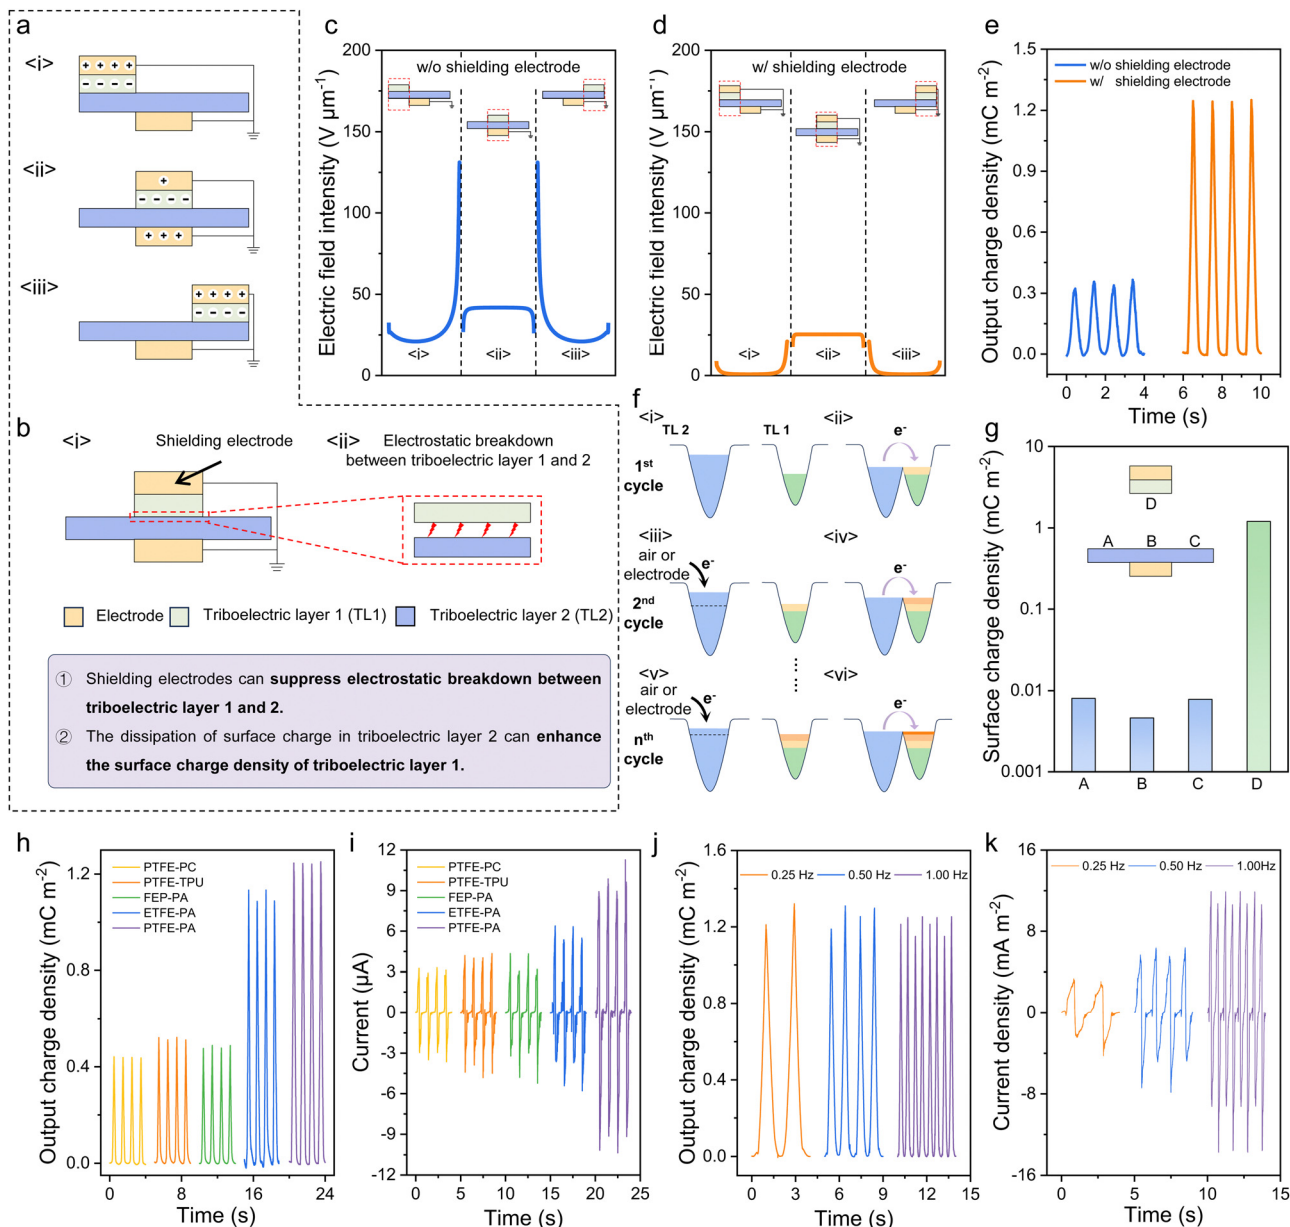 a
<i>
+ + + +
- - - -
<ii>
+
- - - -
+ + +
<iii>
+ + + +
- - - -
b
<i>
Shielding electrode
<ii>
Electrostatic breakdown
between triboelectric layer 1 and 2
Electrode
Triboelectric layer 1 (TL1)
Triboelectric layer 2 (TL2)
① Shielding electrodes can suppress electrostatic breakdown between
triboelectric layer 1 and 2.
② The dissipation of surface charge in triboelectric layer 2 can enhance
the surface charge density of triboelectric layer 1.
c
Electric field intensity (V µm⁻¹)
200
150
100
50
0
w/o shielding electrode
<i>
<ii>
<iii>
d
Electric field intensity (V µm⁻¹)
200
150
100
50
0
w/ shielding electrode
<i>
<ii>
<iii>
e
Output charge density (mC m⁻²)
1.5
1.2
0.9
0.6
0.3
0.0
w/o shielding electrode
w/ shielding electrode
0 2 4 6 8 10
Time (s)
f
<i>
TL 2
TL 1
<ii>
e⁻
1st
cycle
<iii>
air or
electrode
e⁻
<iv>
e⁻
2nd
cycle
<v>
air or
electrode
e⁻
<vi>
e⁻
nth
cycle
g
Surface charge density (mC m⁻²)
10
1
0.1
0.01
0.001
D
A B C
A B C D
h
Output charge density (mC m⁻²)
1.2
0.8
0.4
0.0
PTFE-PC
PTFE-TPU
FEP-PA
ETFE-PA
PTFE-PA
0 8 16 24
Time (s)
i
Current (µA)
12
9
6
3
0
-3
-6
-9
-12
PTFE-PC
PTFE-TPU
FEP-PA
ETFE-PA
PTFE-PA
0 5 10 15 20 25
Time (s)
j
Output charge density (mC m⁻²)
1.6
1.2
0.8
0.4
0.0
0.25 Hz 0.50 Hz 1.00 Hz
0 3 6 9 12 15
Time (s)
k
Current density (mA m⁻²)
16
8
0
-8
-16
0.25 Hz 0.50 Hz 1.00Hz
0 5 10 15
Time (s)